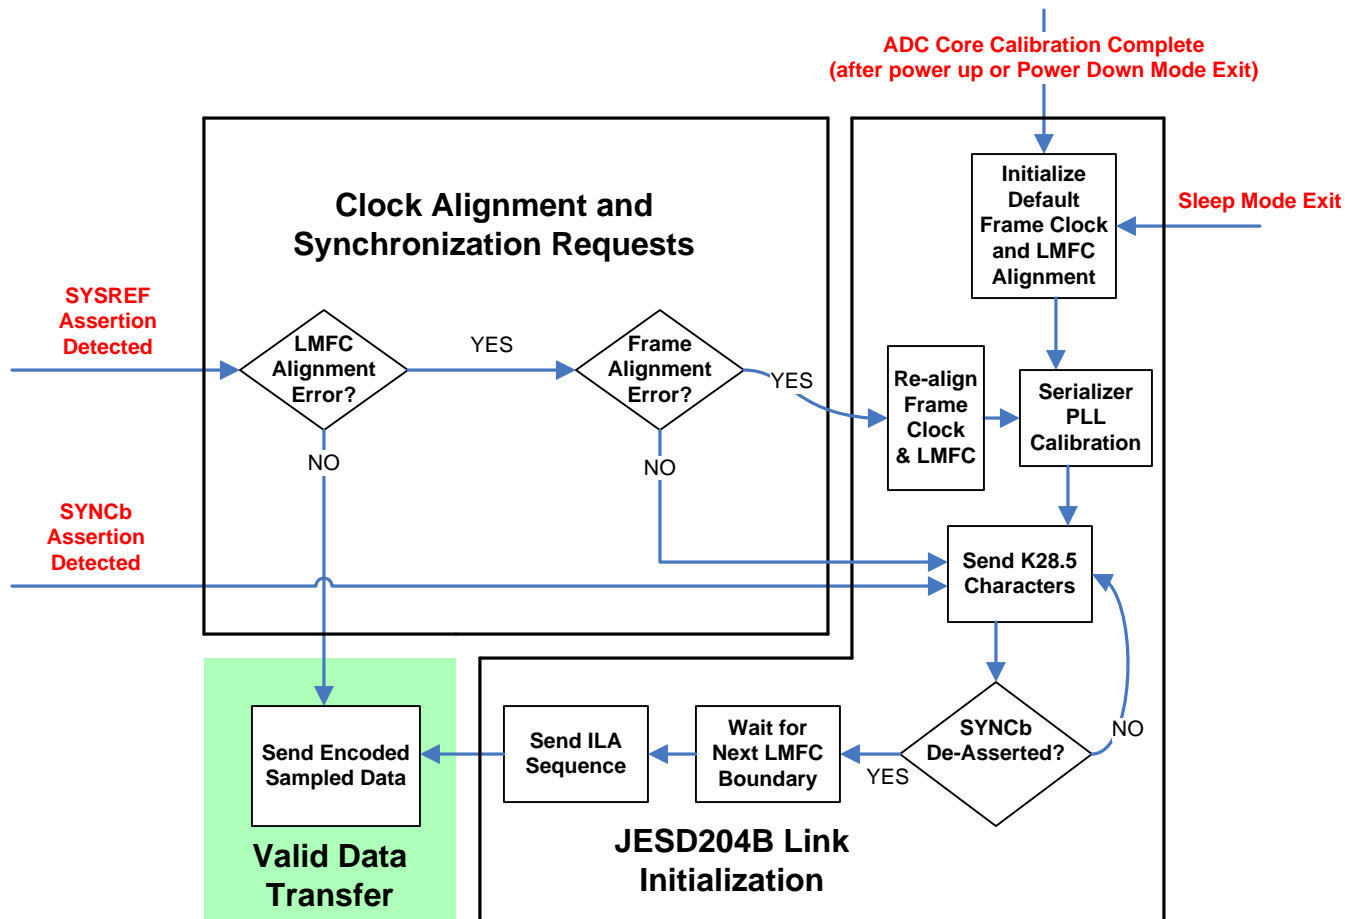 ADC Core Calibration Complete
(after power up or Power Down Mode Exit)
Clock Alignment and
Synchronization Requests
Initialize
Default
Frame Clock
and LMFC
Alignment
Sleep Mode Exit
SYSREF
Assertion
Detected
LMFC
Alignment
Error?
YES
Frame
Alignment
Error?
YES
Re-align
Frame
Clock
& LMFC
Serializer
PLL
Calibration
NO
NO
SYNCb
Assertion
Detected
Send K28.5
Characters
Send Encoded
Sampled Data
Send ILA
Sequence
Wait for
Next LMFC
Boundary
YES
SYNCb
De-Asserted?
NO
Valid Data
Transfer
JESD204B Link
Initialization